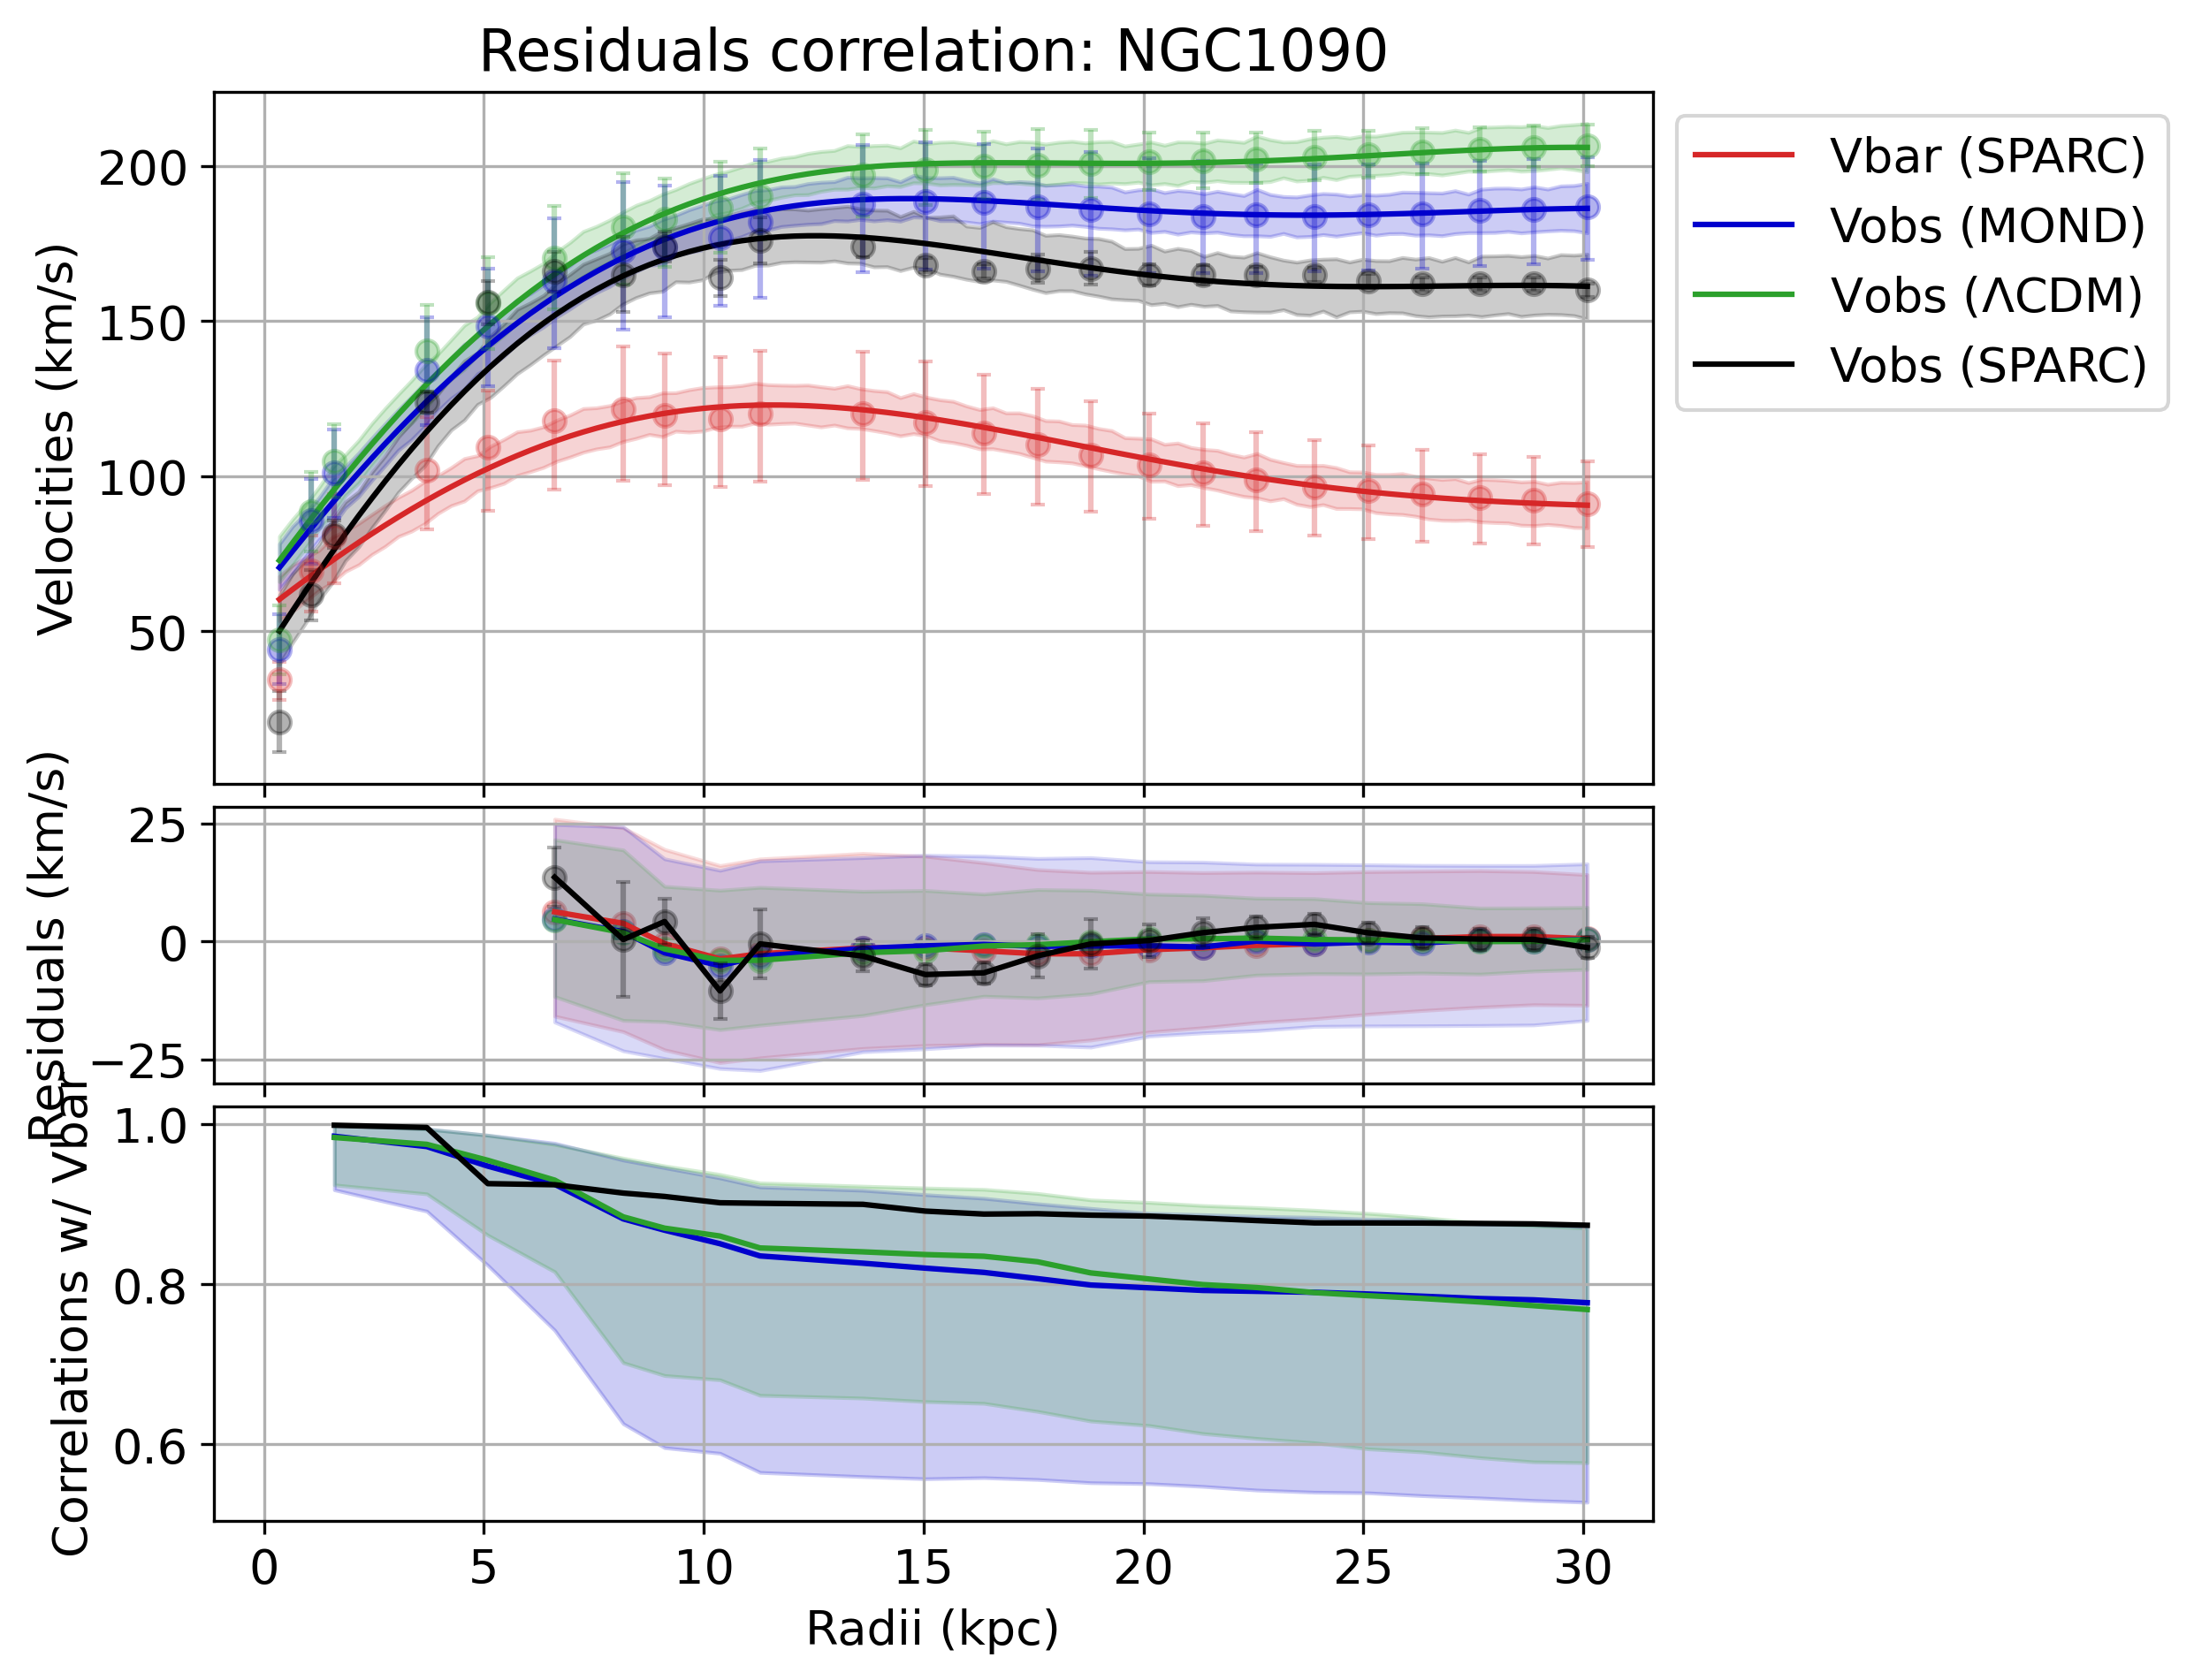 Residuals correlation: NGC1090
Velocities (km/s)
200
150
100
50
Vbar (SPARC)
Vobs (MOND)
Vobs (ΛCDM)
Vobs (SPARC)
Residuals (km/s)
25
0
−25
Correlations w/ Vbar
1.0
0.8
0.6
0 5 10 15 20 25 30
Radii (kpc)